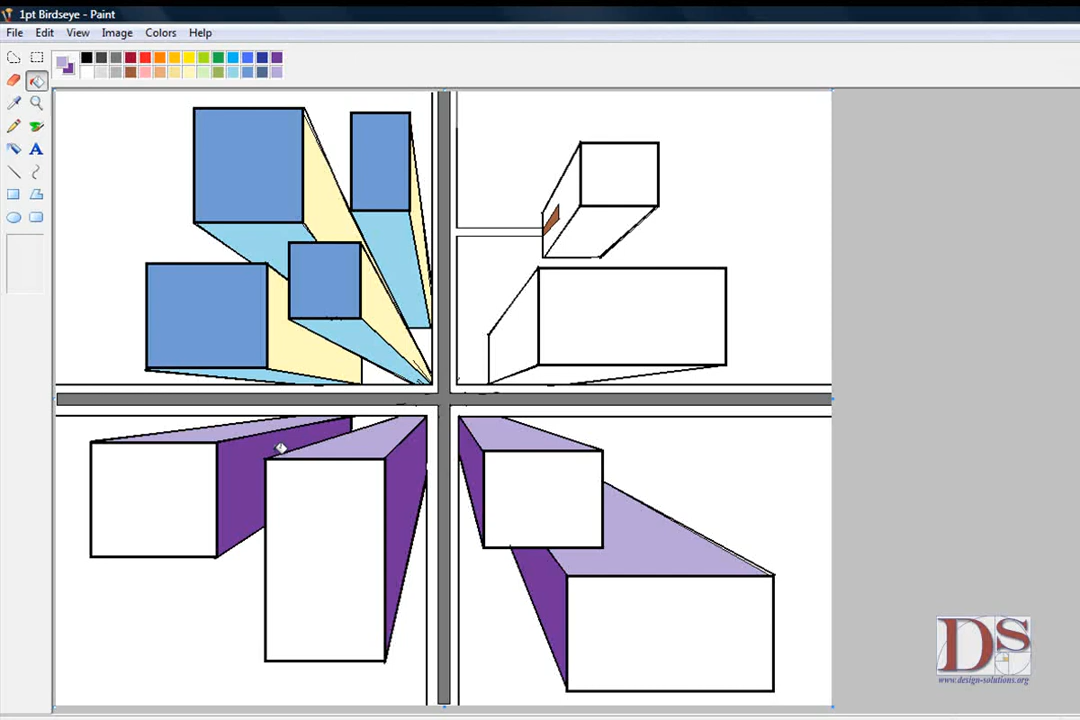 1pt Birdseye - Paint
File Edit View Image Colors Help
A
DS
www.design-solutions.org